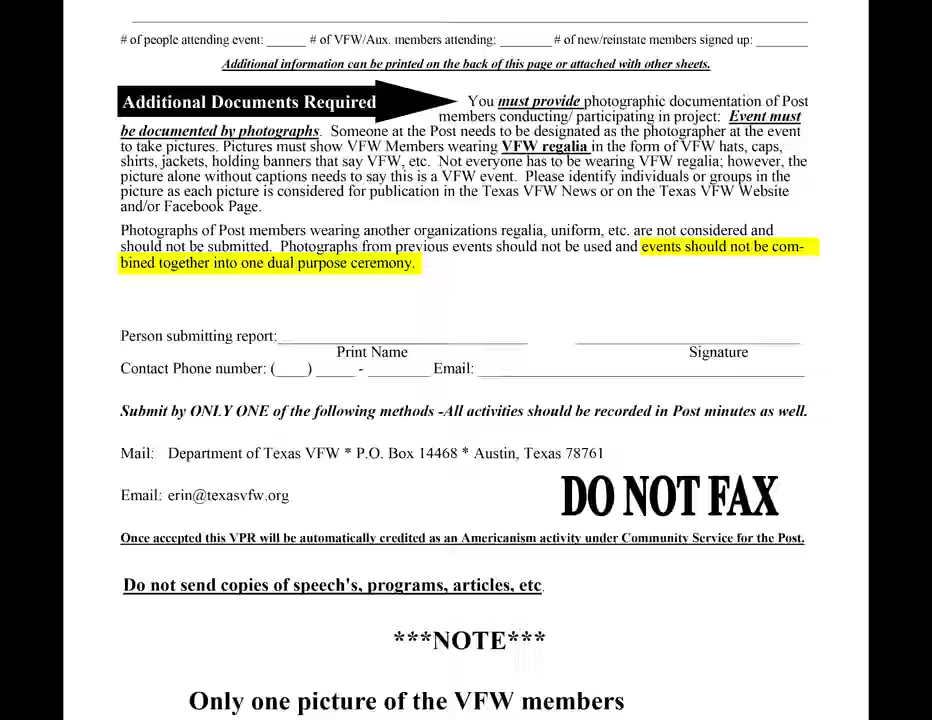 # of people attending event: ______ # of VFW/Aux. members attending: ________ # of new/reinstate members signed up: ________
Additional information can be printed on the back of this page or attached with other sheets.
Additional Documents Required You must provide photographic documentation of Post
members conducting/ participating in project: Event must
be documented by photographs. Someone at the Post needs to be designated as the photographer at the event
to take pictures. Pictures must show VFW Members wearing VFW regalia in the form of VFW hats, caps,
shirts, jackets, holding banners that say VFW, etc. Not everyone has to be wearing VFW regalia; however, the
picture alone without captions needs to say this is a VFW event. Please identify individuals or groups in the
picture as each picture is considered for publication in the Texas VFW News or on the Texas VFW Website
and/or Facebook Page.
Photographs of Post members wearing another organizations regalia, uniform, etc. are not considered and
should not be submitted. Photographs from previous events should not be used and events should not be com-
bined together into one dual purpose ceremony.
Person submitting report:
Print Name Signature
Contact Phone number: (____) _____ - ________ Email:
Submit by ONLY ONE of the following methods -All activities should be recorded in Post minutes as well.
Mail: Department of Texas VFW * P.O. Box 14468 * Austin, Texas 78761
Email: erin@texasvfw.org
DO NOT FAX
Once accepted this VPR will be automatically credited as an Americanism activity under Community Service for the Post.
Do not send copies of speech's, programs, articles, etc.
***NOTE***
Only one picture of the VFW members